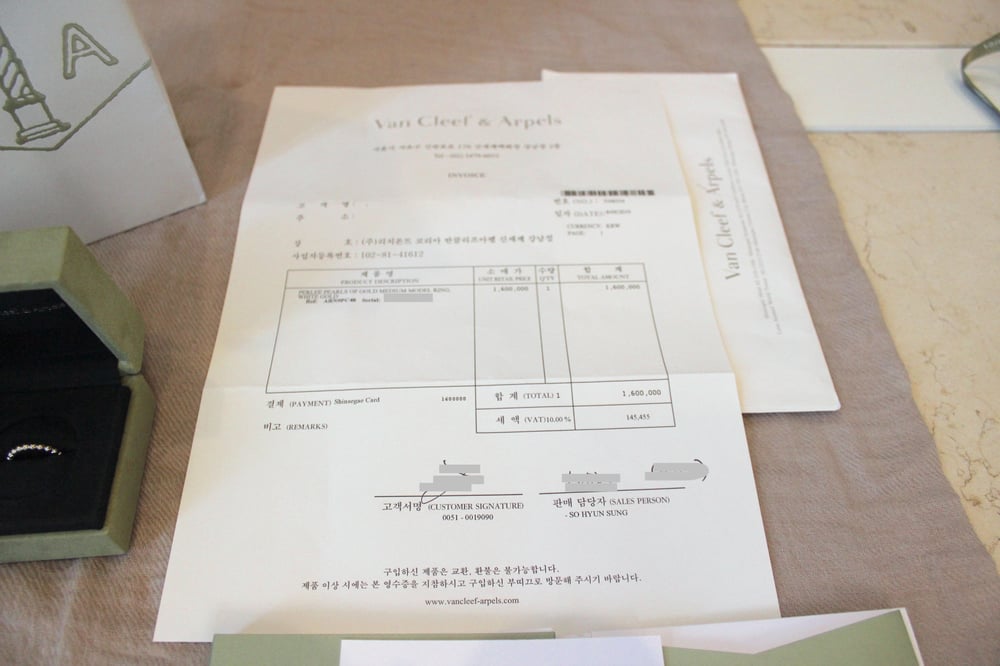 A
Van Cleef & Arpels
INVOICE
고 객 명 :
주 소 :
번호 (NO.) :
일자 (DATE):
CURRENCY: KRW
PAGE: 1
상 호 : (주)리치몬트 코리아 반클리프아펠 신세계 강남점
사업자등록번호 : 102-81-41612
제 품 명 소 매 가 수량 합 계
PRODUCT DESCRIPTION UNIT RETAIL PRICE Q'TY TOTAL AMOUNT
PERLEE PEARLS OF GOLD MEDIUM MODEL RING, 1,600,000 1 1,600,000
WHITE GOLD
Ref: Serial:
결제 (PAYMENT) Shinsegae Card 1600000
합 계 (TOTAL) 1 1,600,000
비고 (REMARKS)
세 액 (VAT)10.00 % 145,455
고객서명 (CUSTOMER SIGNATURE)
0051 - 0019090
판매 담당자 (SALES PERSON)
- SO HYUN SUNG
구입하신 제품은 교환, 환불은 불가능합니다.
제품 이상 시에는 본 영수증을 지참하시고 구입하신 부띠끄로 방문해 주시기 바랍니다.
www.vancleef-arpels.com
Van Cleef & Arpels